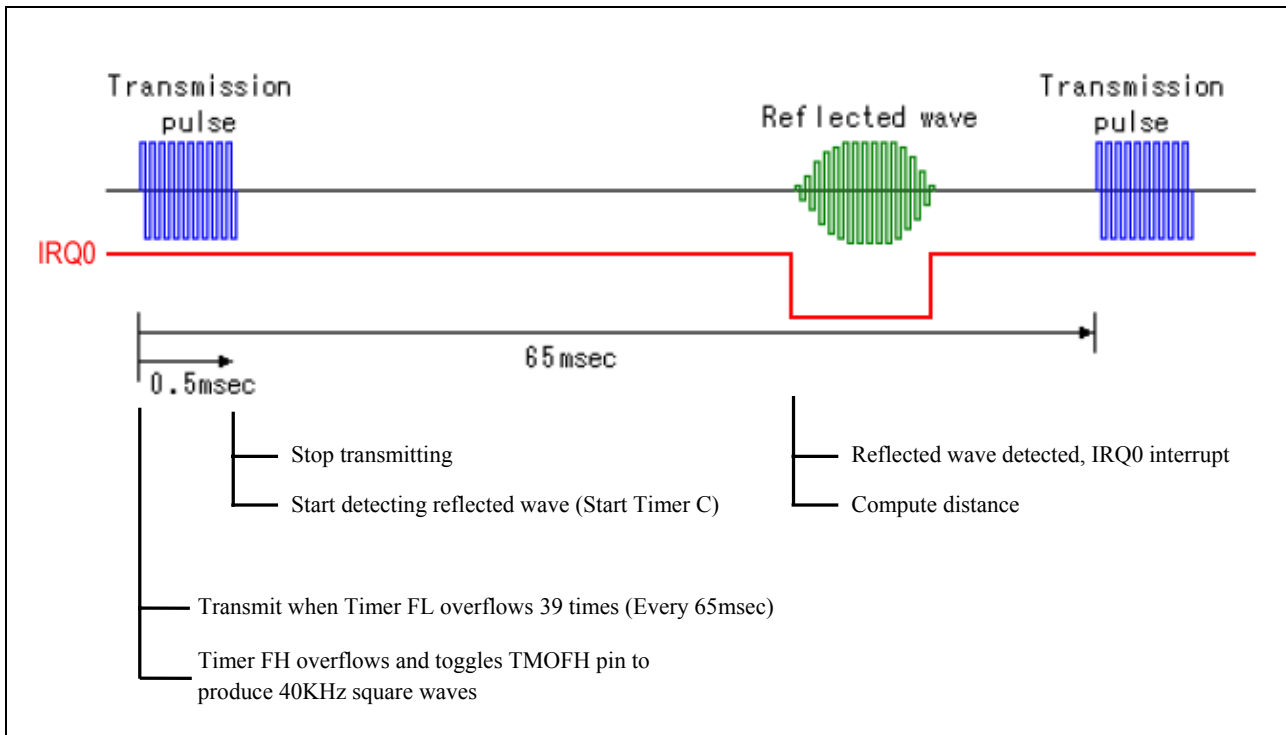 Transmission
pulse
Reflected wave
Transmission
pulse
IRQ0
65msec
0.5msec
Stop transmitting
Start detecting reflected wave (Start Timer C)
Reflected wave detected, IRQ0 interrupt
Compute distance
Transmit when Timer FL overflows 39 times (Every 65msec)
Timer FH overflows and toggles TMOFH pin to
produce 40KHz square waves